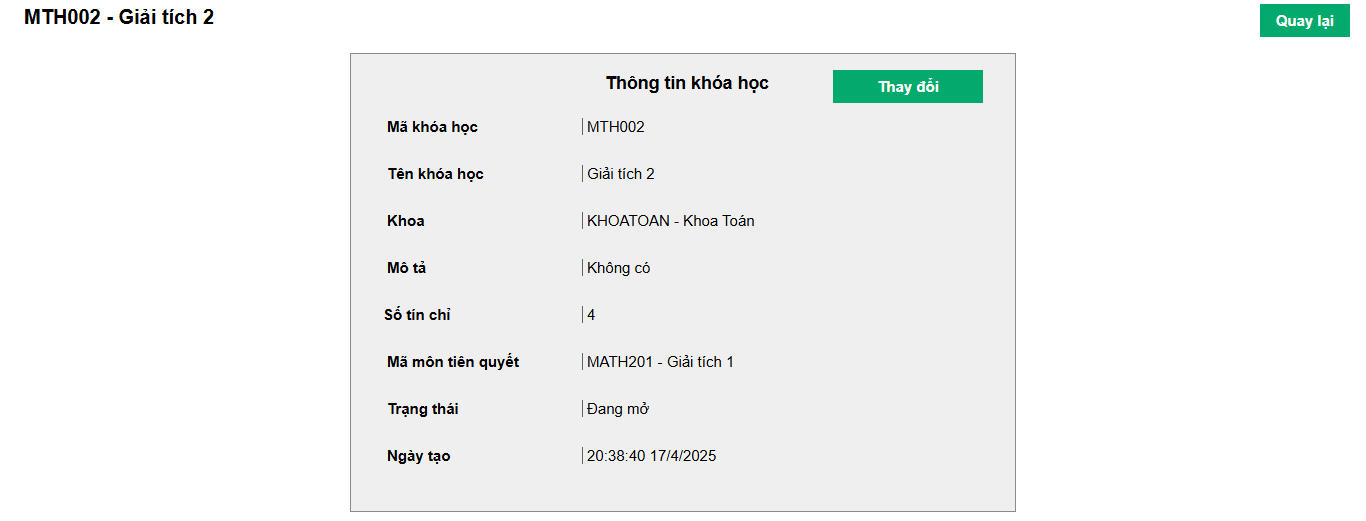 MTH002 - Giải tích 2
Quay lại
Thông tin khóa học
Thay đổi
Mã khóa học MTH002
Tên khóa học Giải tích 2
Khoa KHOATOAN - Khoa Toán
Mô tả Không có
Số tín chỉ 4
Mã môn tiên quyết MATH201 - Giải tích 1
Trạng thái Đang mở
Ngày tạo 20:38:40 17/4/2025